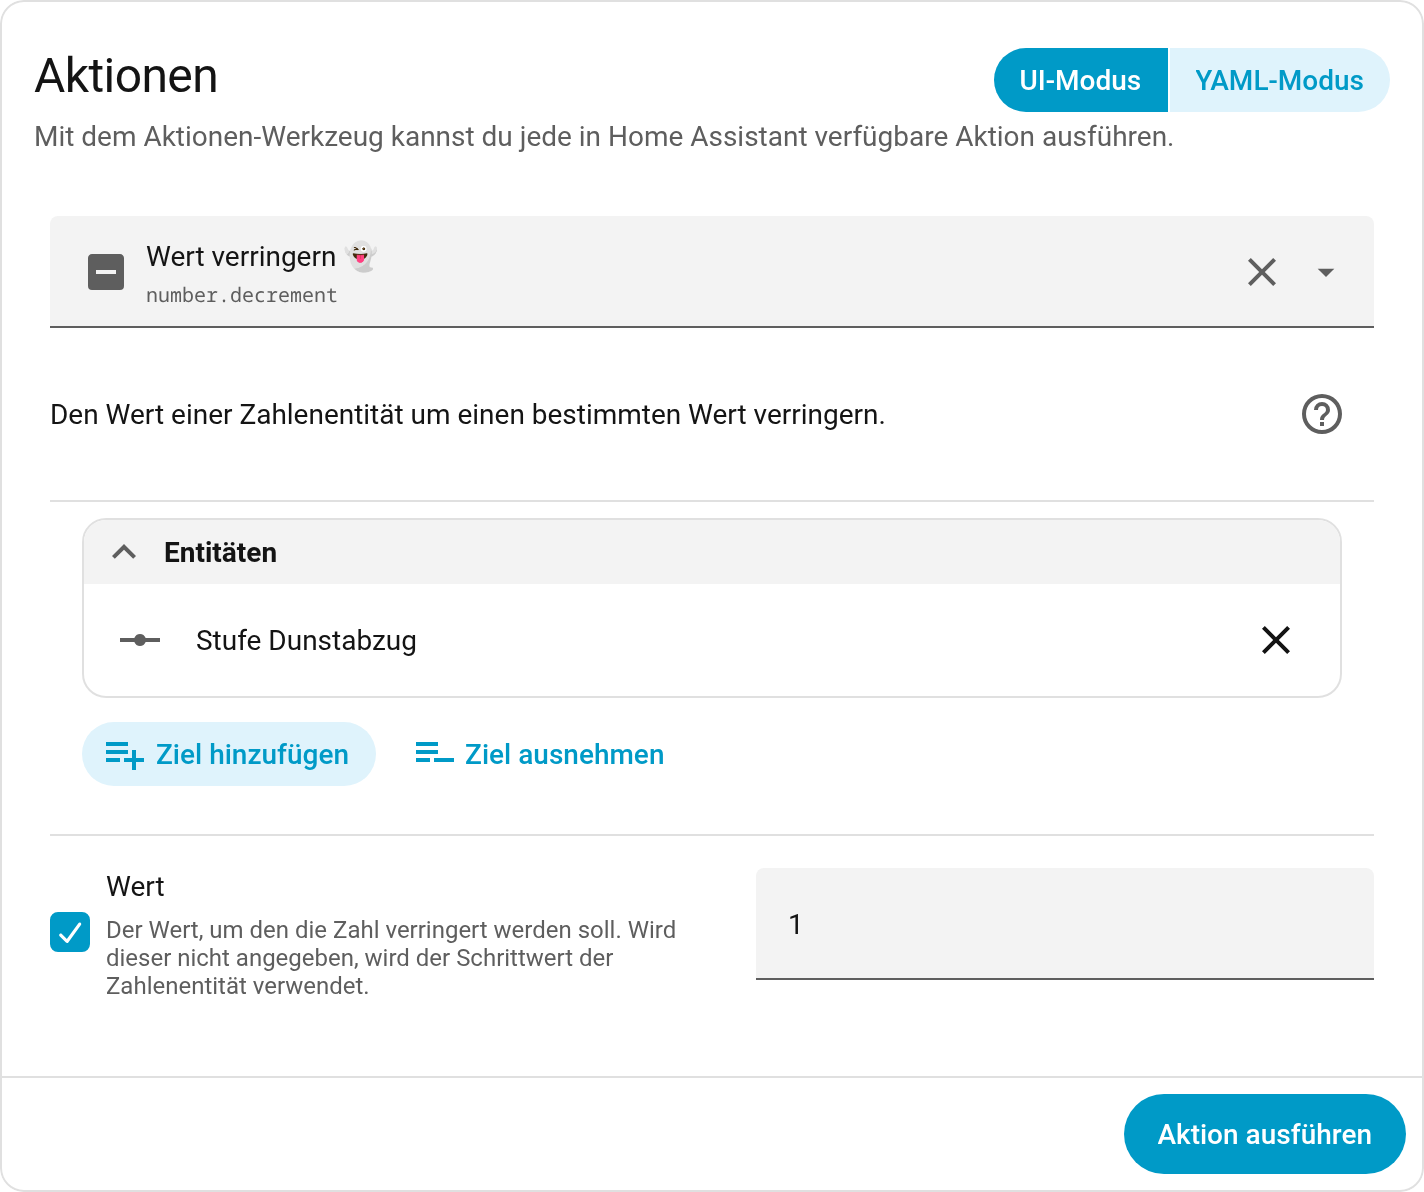 Aktionen
UI-Modus
YAML-Modus
Mit dem Aktionen-Werkzeug kannst du jede in Home Assistant verfügbare Aktion ausführen.
Wert verringern 👻
number.decrement
Den Wert einer Zahlenentität um einen bestimmten Wert verringern.
Entitäten
Stufe Dunstabzug
Ziel hinzufügen
Ziel ausnehmen
Wert
Der Wert, um den die Zahl verringert werden soll. Wird
dieser nicht angegeben, wird der Schrittwert der
Zahlenentität verwendet.
1
Aktion ausführen